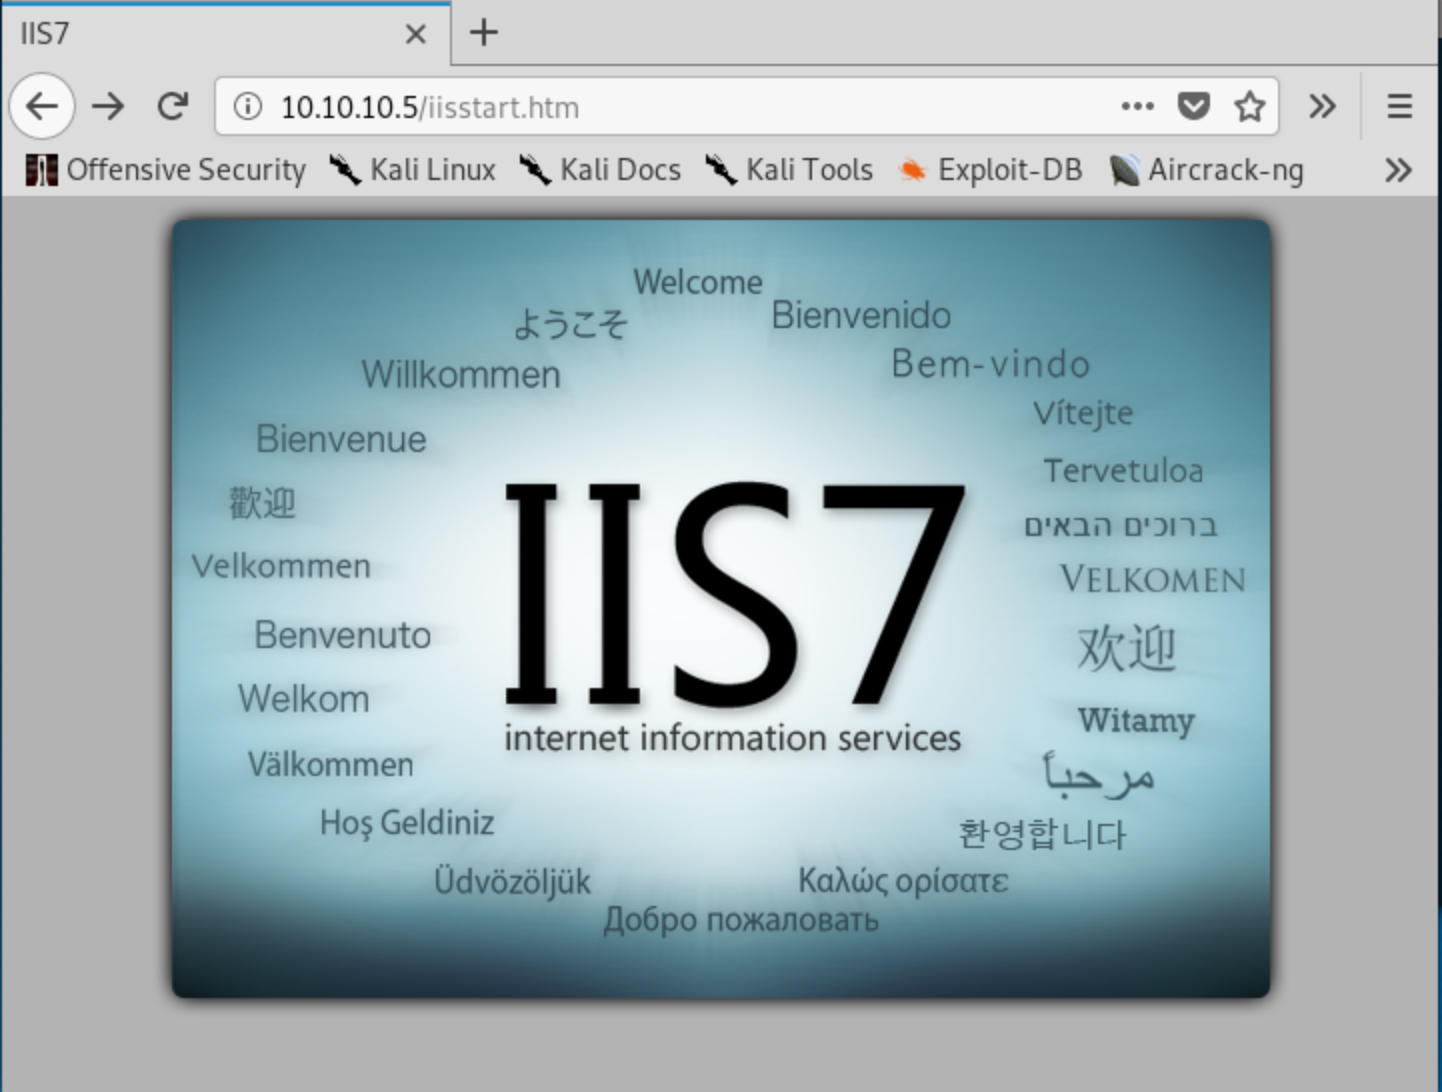 IIS7
10.10.10.5/iisstart.htm
Offensive Security Kali Linux Kali Docs Kali Tools Exploit-DB Aircrack-ng
Welcome
ようこそ
Bienvenido
Willkommen
Bem-vindo
Bienvenue
Vítejte
歡迎
Tervetuloa
ברוכים הבאים
Velkommen
VELKOMEN
Benvenuto
欢迎
Welkom
Witamy
Välkommen
مرحباً
Hoş Geldiniz
환영합니다
Üdvözöljük
Καλώς ορίσατε
Добро пожаловать
IIS7
internet information services